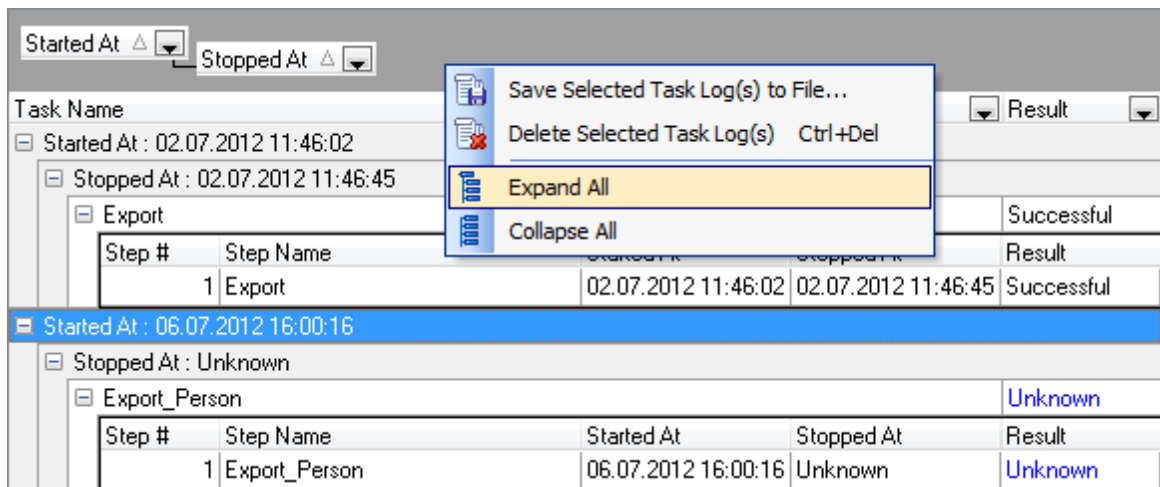 Started At
Stopped At
Save Selected Task Log(s) to File...
Task Name Result
Delete Selected Task Log(s) Ctrl+Del
Started At : 02.07.2012 11:46:02
Stopped At : 02.07.2012 11:46:45
Expand All
Export Successful
Collapse All
Step # Step Name Started At Stopped At Result
1 Export 02.07.2012 11:46:02 02.07.2012 11:46:45 Successful
Started At : 06.07.2012 16:00:16
Stopped At : Unknown
Export_Person Unknown
Step # Step Name Started At Stopped At Result
1 Export_Person 06.07.2012 16:00:16 Unknown Unknown